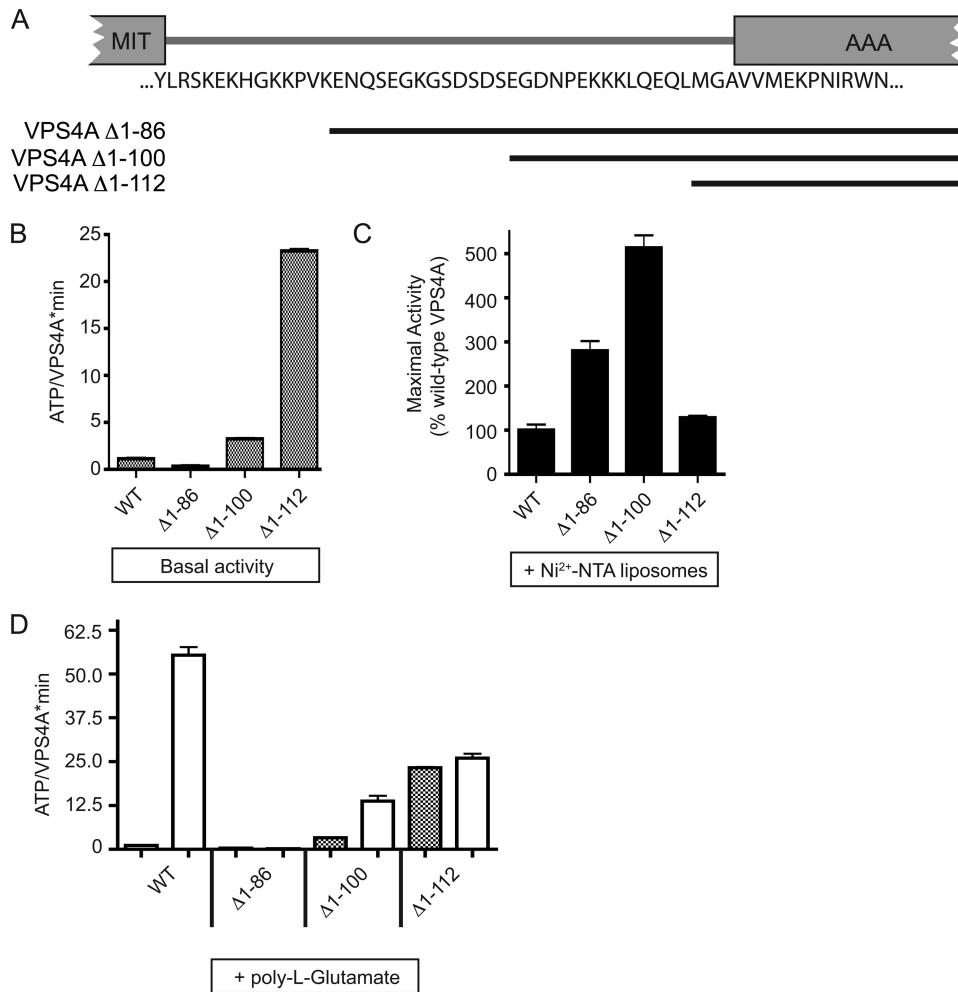 A
MIT
AAA
...YLRSKEKHGKKPVKENQSEGKGSDSDSEGDNPEKKKLQEQLMGAVVMEKPNIRWN...
VPS4A Δ1-86
VPS4A Δ1-100
VPS4A Δ1-112
B
ATP/VPS4A*min
25
20
15
10
5
0
WT
Δ1-86
Δ1-100
Δ1-112
Basal activity
C
Maximal Activity
(% wild-type VPS4A)
500
400
300
200
100
0
WT
Δ1-86
Δ1-100
Δ1-112
+ Ni²⁺-NTA liposomes
D
ATP/VPS4A*min
62.5
50.0
37.5
25.0
12.5
0
WT
Δ1-86
Δ1-100
Δ1-112
+ poly-L-Glutamate